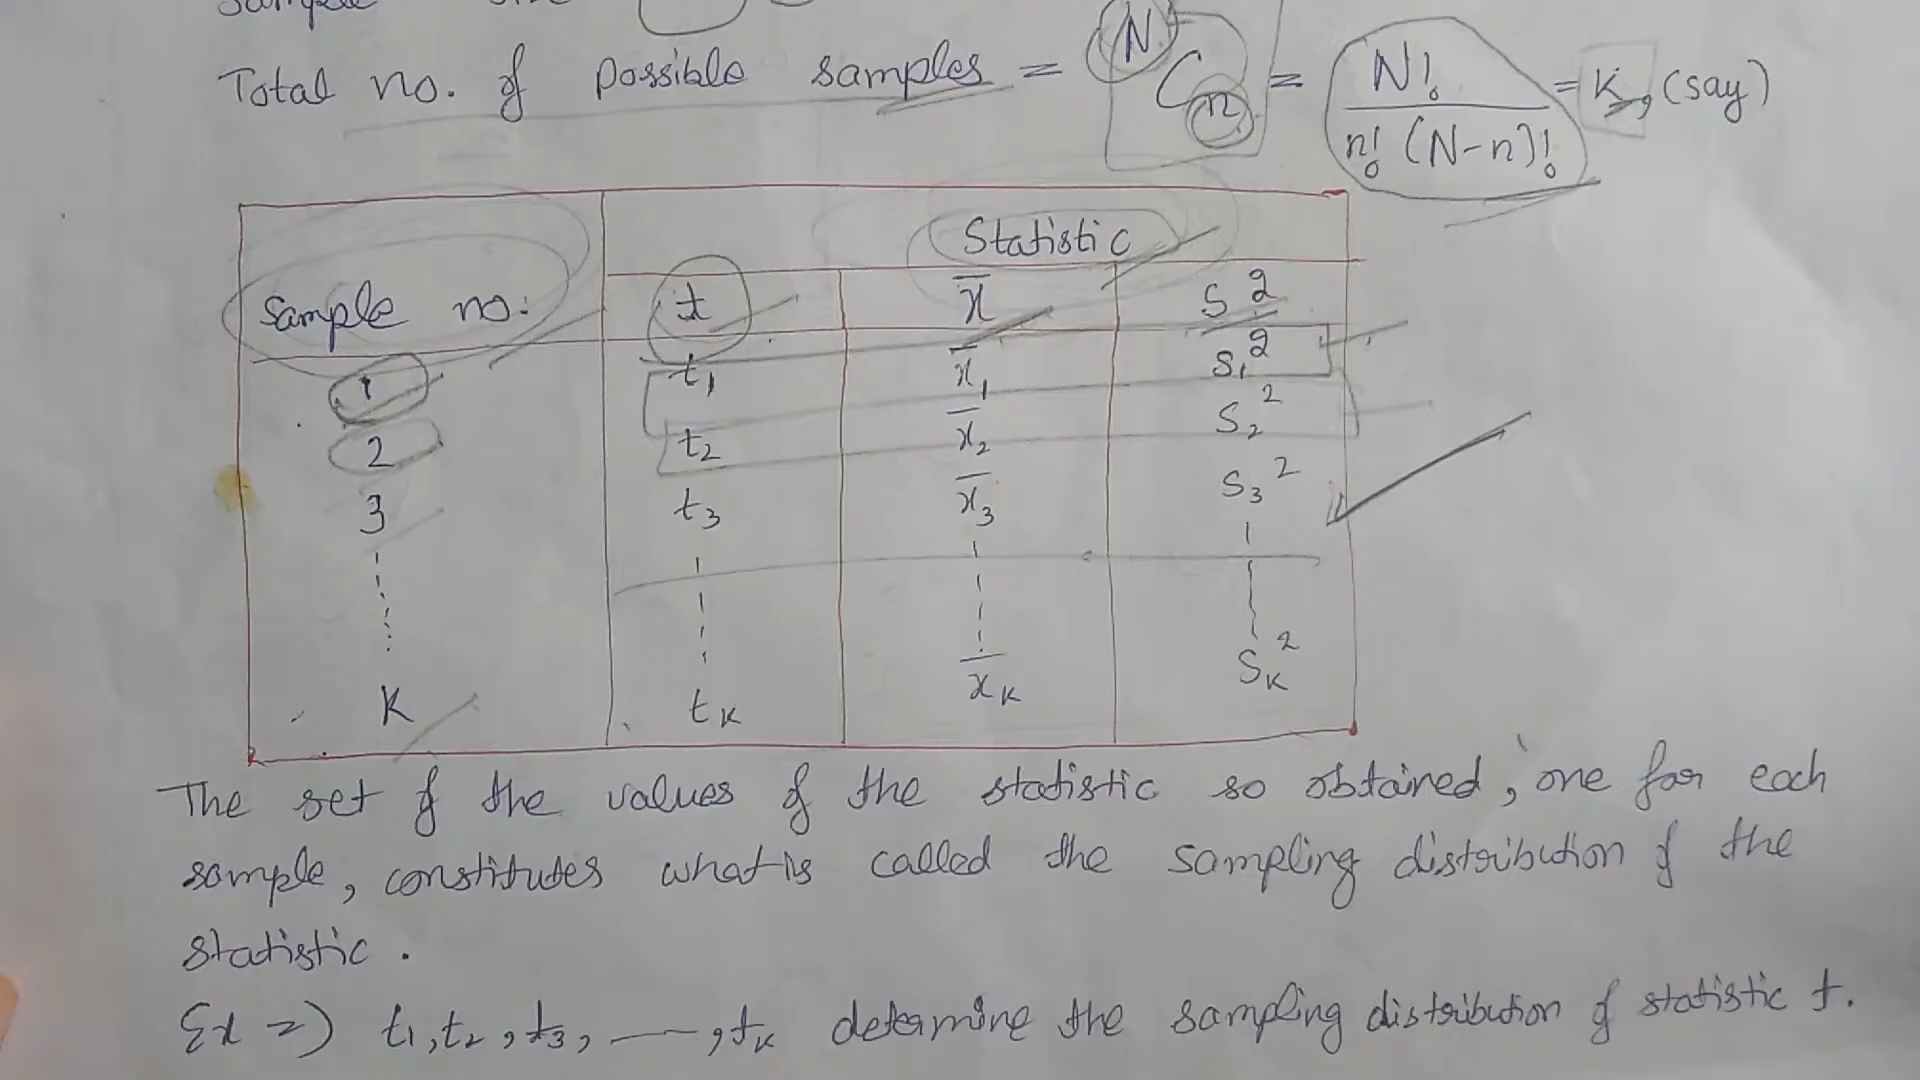 Sample
Total no. of possible samples = ᴺCₙ = N! / n! (N-n)! = K, (say)
Statistic
Sample no. t x̄ s²
1 t₁ x̄₁ s₁²
2 t₂ x̄₂ s₂²
3 t₃ x̄₃ s₃²
K tK x̄K sK²
The set of the values of the statistic so obtained, one for each
sample, constitutes what is called the sampling distribution of the
statistic.
Ex => t₁, t₂, t₃, ——, tK determine the sampling distribution of statistic t.